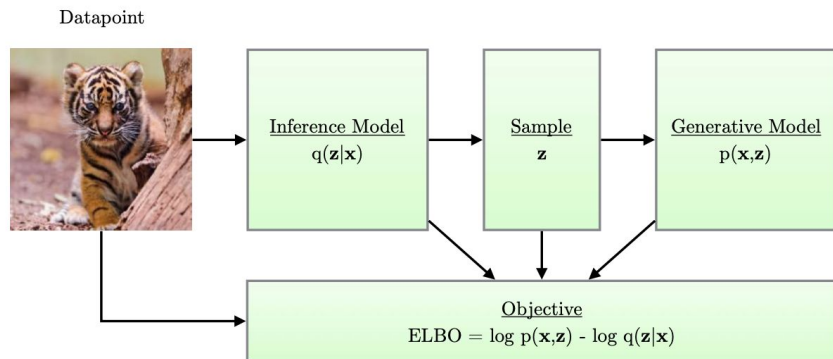 Datapoint
Inference Model
q(z|x)
Sample
z
Generative Model
p(x,z)
Objective
ELBO = log p(x,z) - log q(z|x)